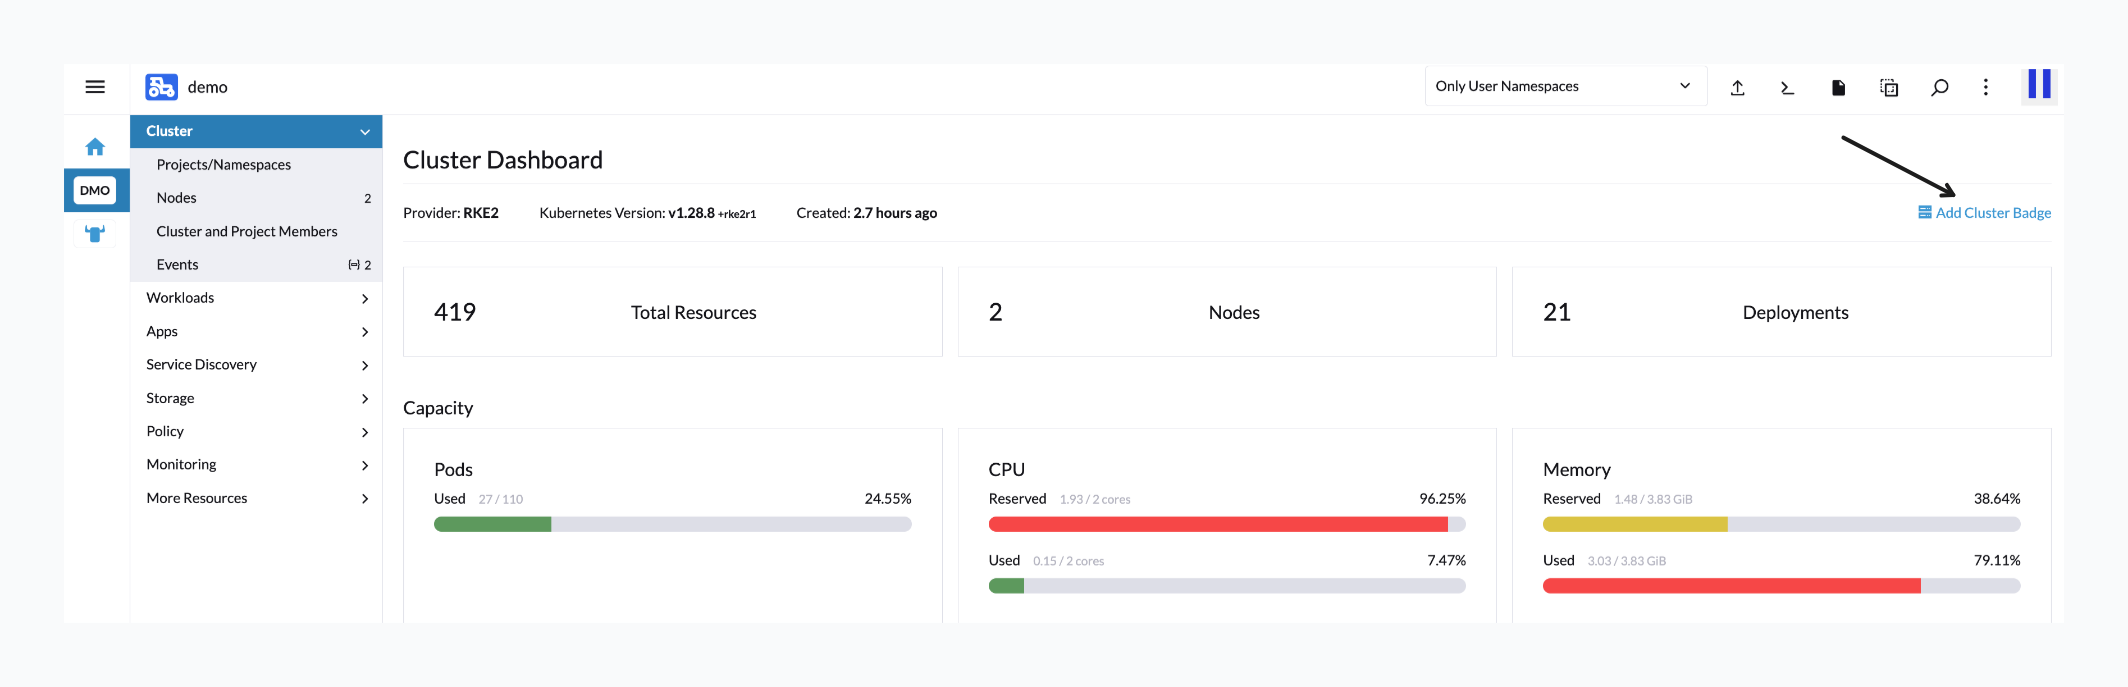 demo
Only User Namespaces
DMO
Cluster
Projects/Namespaces
Nodes 2
Cluster and Project Members
Events 2
Workloads
Apps
Service Discovery
Storage
Policy
Monitoring
More Resources
Cluster Dashboard
Provider: RKE2 Kubernetes Version: v1.28.8 +rke2r1 Created: 2.7 hours ago
Add Cluster Badge
419 Total Resources
2 Nodes
21 Deployments
Capacity
Pods
Used 27 / 110 24.55%
CPU
Reserved 1.93 / 2 cores 96.25%
Used 0.15 / 2 cores 7.47%
Memory
Reserved 1.48 / 3.83 GiB 38.64%
Used 3.03 / 3.83 GiB 79.11%